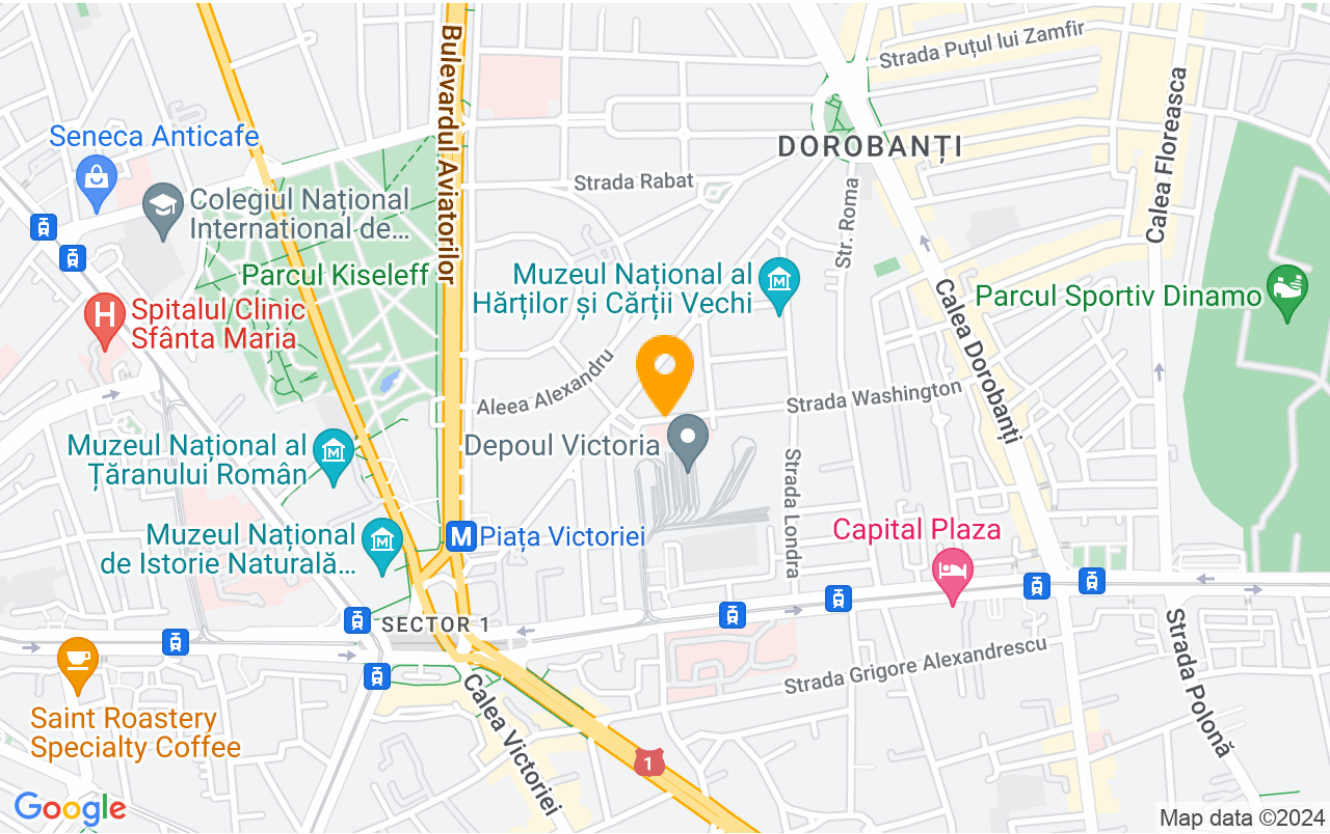 Strada Puțul lui Zamfir
Bulevardul Aviatorilor
Calea Floreasca
Seneca Anticafe
DOROBANȚI
Strada Rabat
Colegiul Național
International de...
Str. Roma
Parcul Kiseleff
Muzeul Național al
Hărților și Cărții Vechi
Parcul Sportiv Dinamo
H
Spitalul Clinic
Sfânta Maria
Calea Dorobanți
Aleea Alexandru
Strada Washington
Muzeul Național al
Țăranului Român
Depoul Victoria
Strada Londra
Muzeul Național
de Istorie Naturală...
M
Piața Victoriei
Capital Plaza
SECTOR 1
Strada Grigore Alexandrescu
Strada Polonă
Calea Victoriei
Saint Roastery
Specialty Coffee
1
Google
Map data ©2024